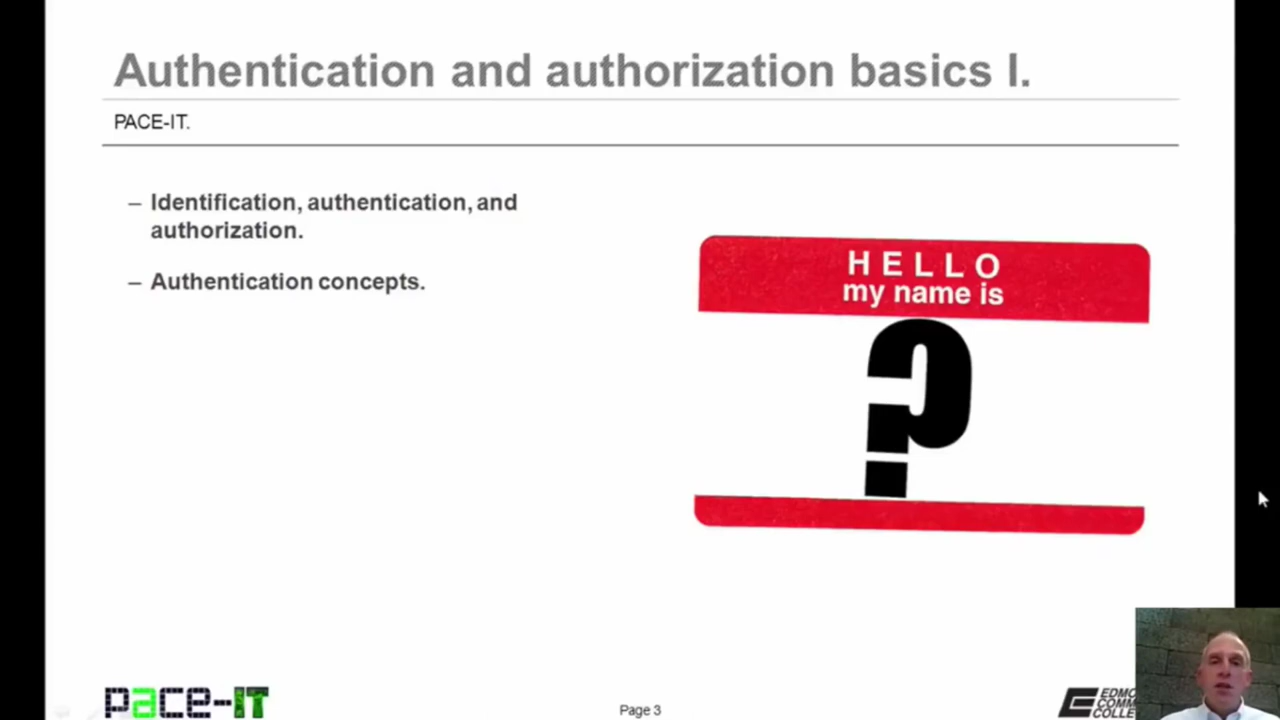 Authentication and authorization basics I.
PACE-IT.
– Identification, authentication, and
authorization.
– Authentication concepts.
HELLO
my name is
?
pace-IT
Page 3